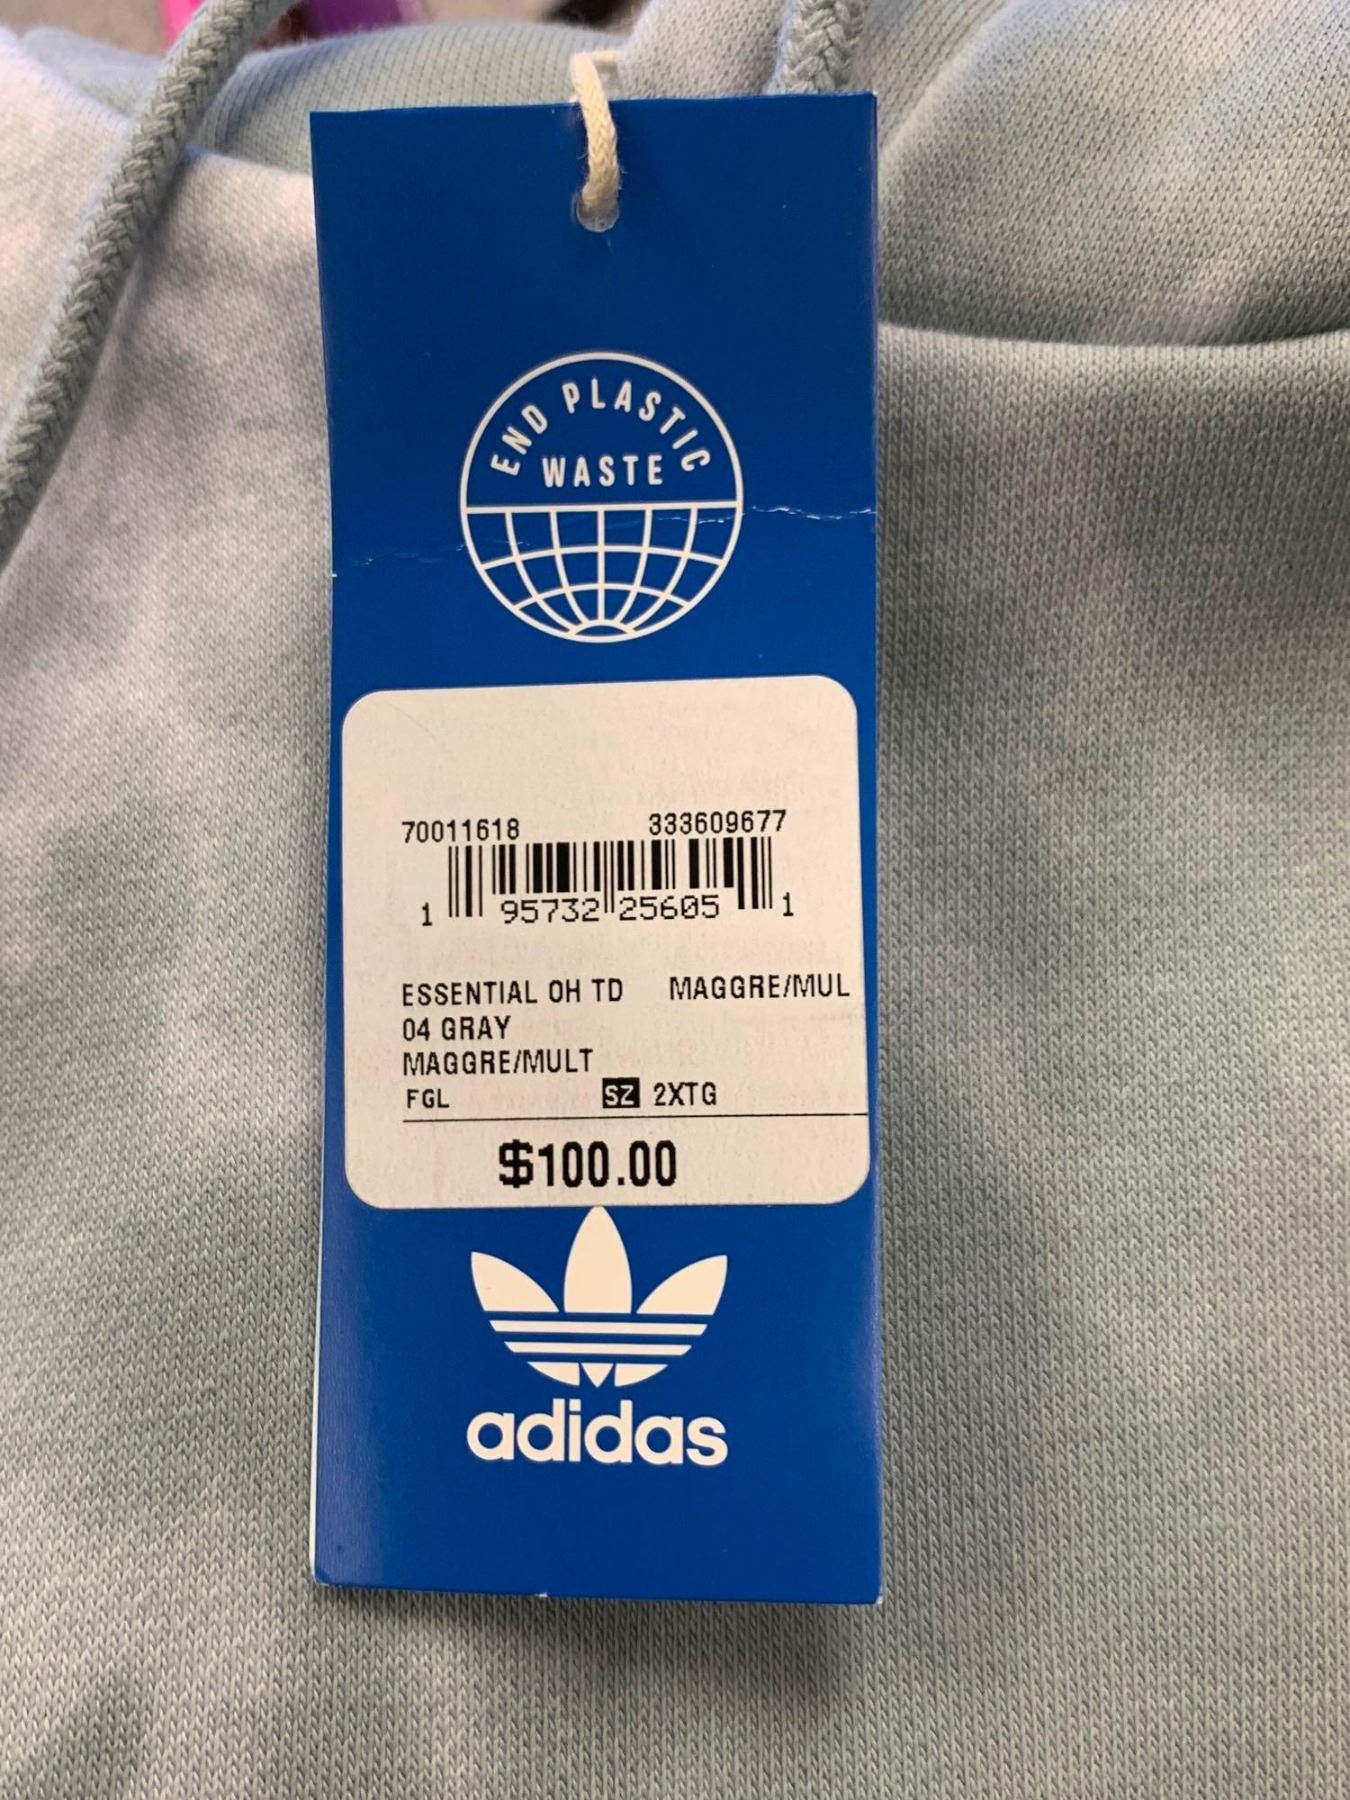 END PLASTIC
WASTE
70011618 333609677
1 95732 25605 1
ESSENTIAL OH TD MAGGRE/MUL
04 GRAY
MAGGRE/MULT
FGL SZ 2XTG
$100.00
adidas